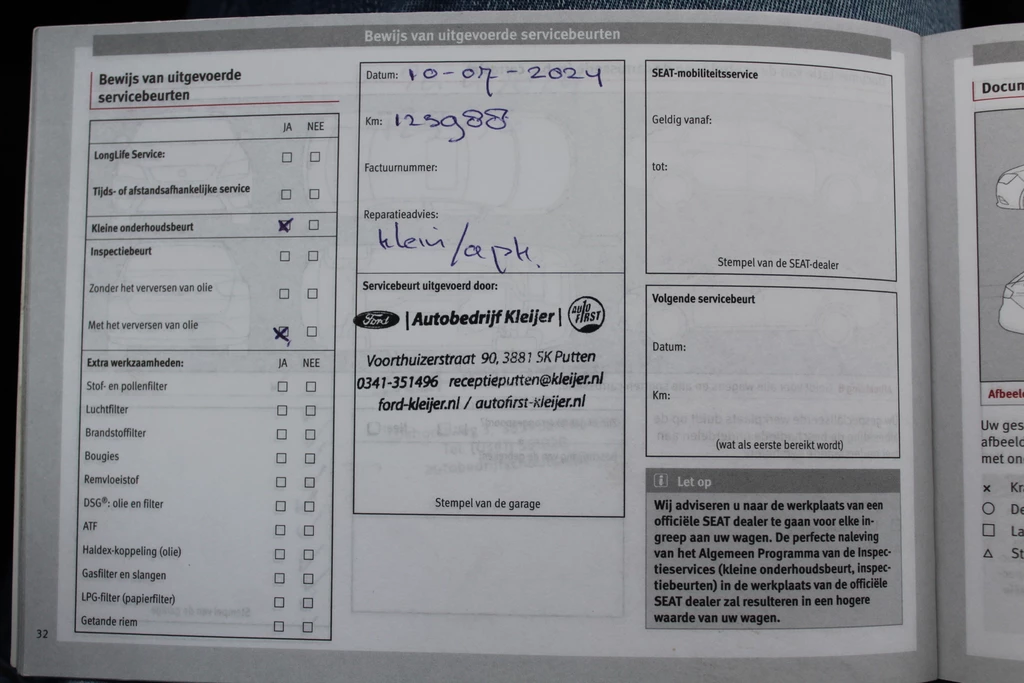 Bewijs van uitgevoerde servicebeurten
Bewijs van uitgevoerde
servicebeurten
JA NEE
LongLife Service:
Tijds- of afstandsafhankelijke service
Kleine onderhoudsbeurt
Inspectiebeurt
Zonder het verversen van olie
Met het verversen van olie
Extra werkzaamheden: JA NEE
Stof- en pollenfilter
Luchtfilter
Brandstoffilter
Bougies
Remvloeistof
DSG®: olie en filter
ATF
Haldex-koppeling (olie)
Gasfilter en slangen
LPG-filter (papierfilter)
Getande riem
32
Datum: 10-07-2024
Km: 125988
Factuurnummer:
Reparatieadvies:
klein/apk.
Servicebeurt uitgevoerd door:
Ford | Autobedrijf Kleijer | auto FIRST
Voorthuizerstraat 90, 3881 SK Putten
0341-351496 receptieputten@kleijer.nl
ford-kleijer.nl / autofirst-kleijer.nl
Stempel van de garage
SEAT-mobiliteitsservice
Geldig vanaf:
tot:
Stempel van de SEAT-dealer
Volgende servicebeurt
Datum:
Km:
(wat als eerste bereikt wordt)
i Let op
Wij adviseren u naar de werkplaats van een
officiële SEAT dealer te gaan voor elke in-
greep aan uw wagen. De perfecte naleving
van het Algemeen Programma van de Inspec-
tieservices (kleine onderhoudsbeurt, inspec-
tiebeurten) in de werkplaats van de officiële
SEAT dealer zal resulteren in een hogere
waarde van uw wagen.
Docum
Afbeel
Uw ges
afbeeld
met on
Kr
De
La
St